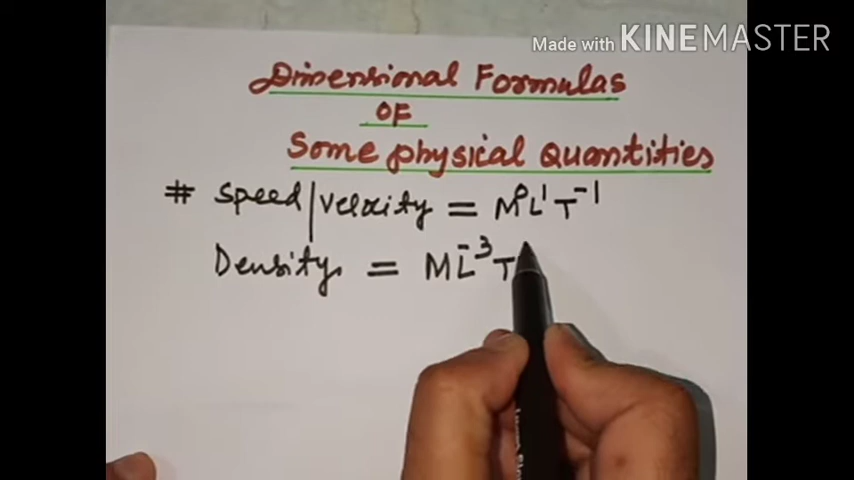 Made with KINEMASTER
Dimensional Formulas
OF
Some physical Quantities
# Speed/Velocity = M⁰L¹T⁻¹
Density = ML⁻³T